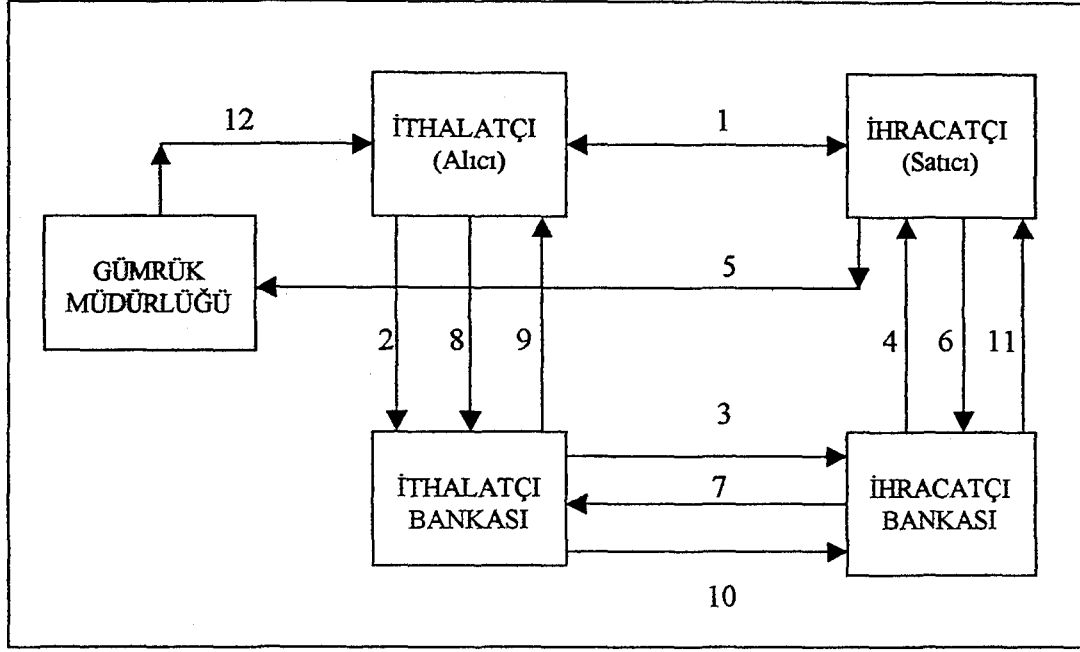 12
İTHALATÇI
(Alıcı)
1
İHRACATÇI
(Satıcı)
GÜMRÜK
MÜDÜRLÜĞÜ
5
2
8
9
4
6
11
3
İTHALATÇI
BANKASI
7
İHRACATÇI
BANKASI
10